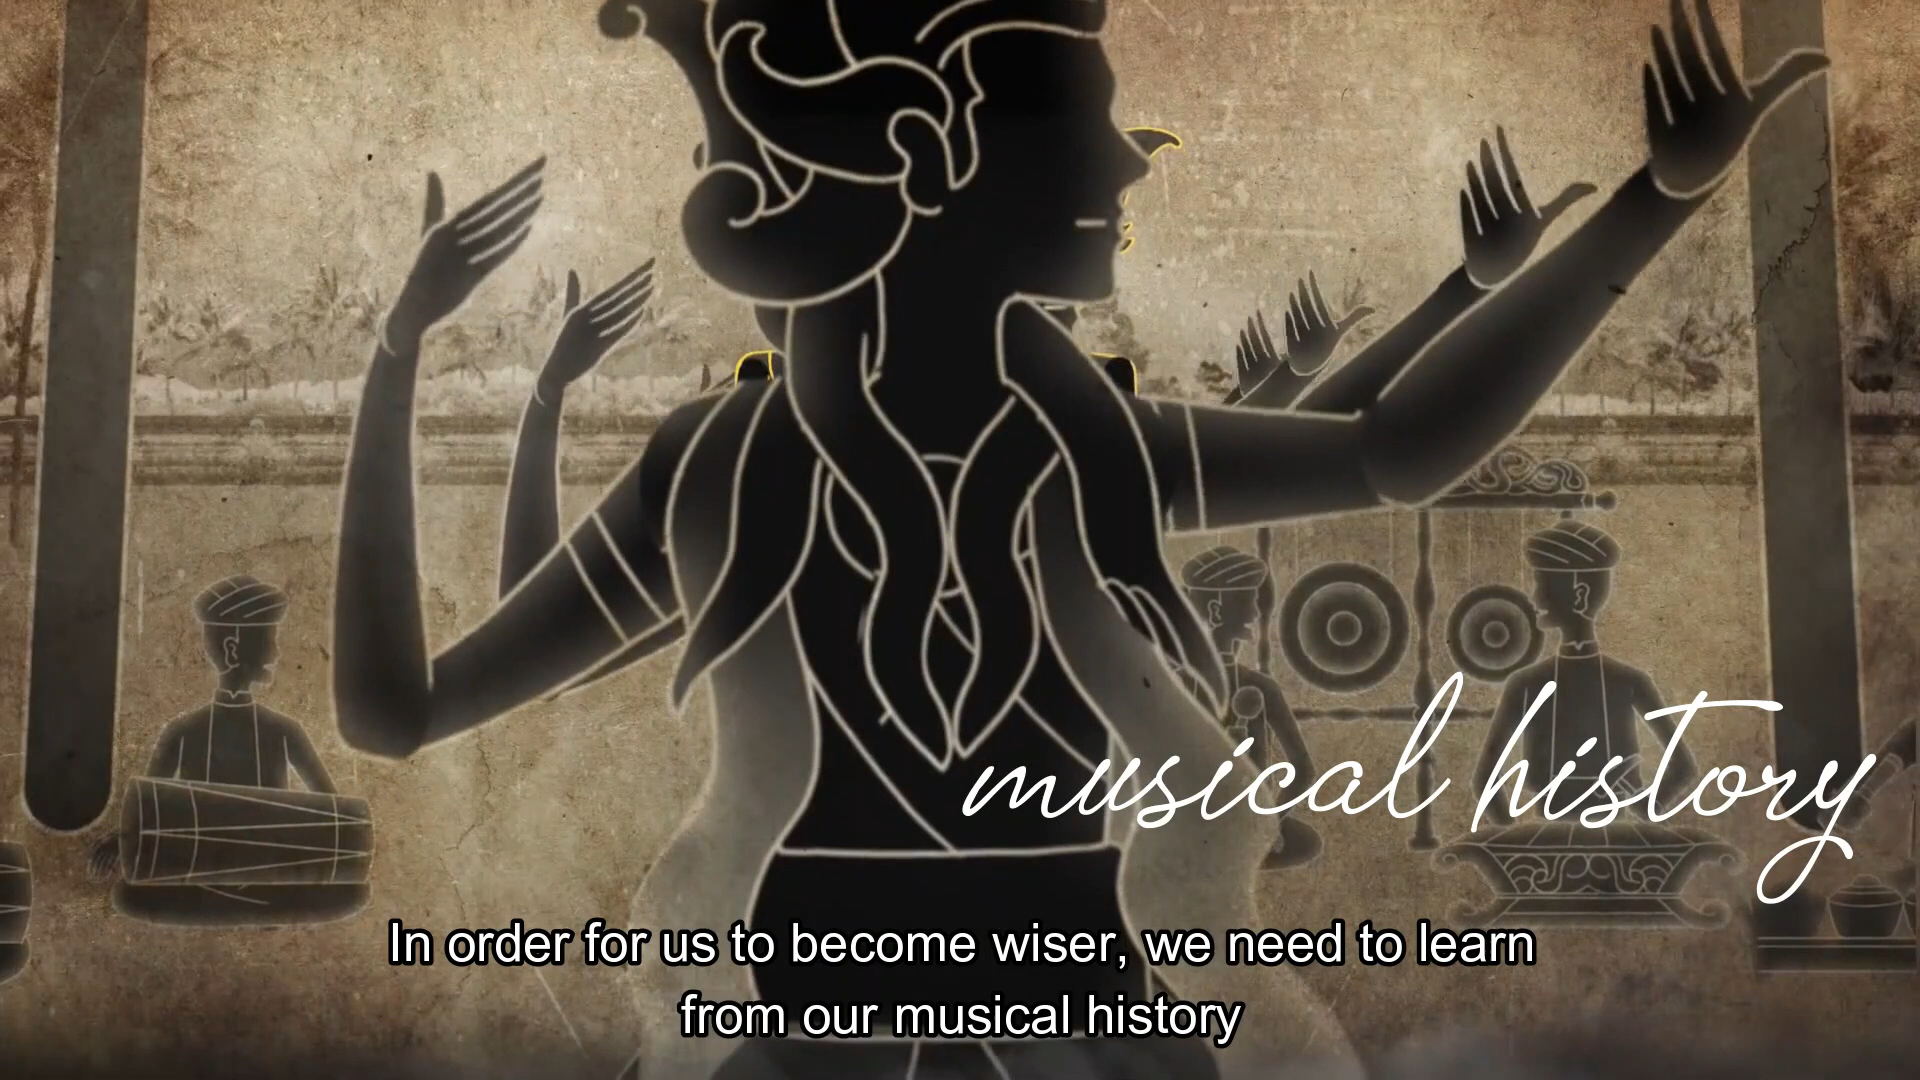 musical history
In order for us to become wiser, we need to learn
from our musical history